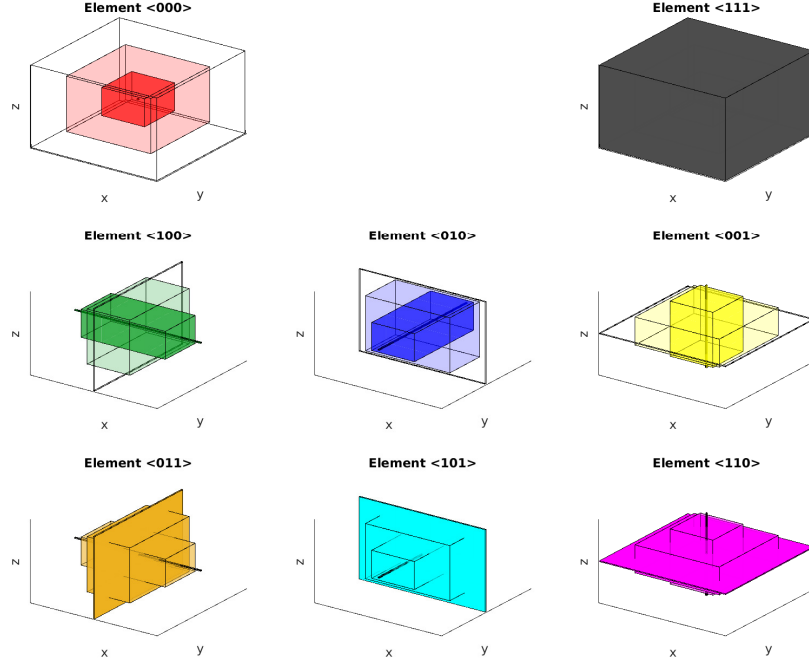 Element <000>
Element <111>
z
x
y
z
x
y
Element <100>
Element <010>
Element <001>
z
x
y
z
x
y
z
x
y
Element <011>
Element <101>
Element <110>
z
x
y
z
x
y
z
x
y